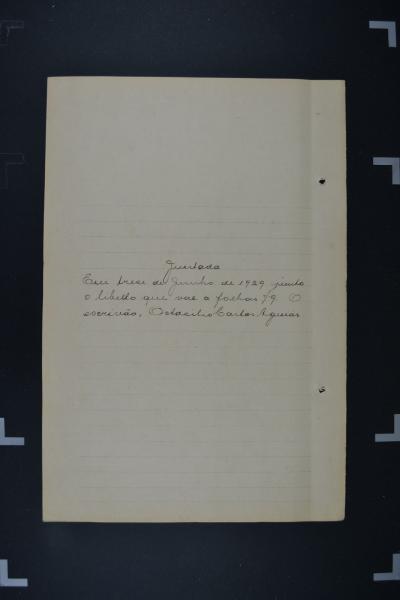 Juntada
Em treze de Junho de 1929, junto
o libello que vae a folhas 79. O
escrivão, Octacilio Carlos Aguiar